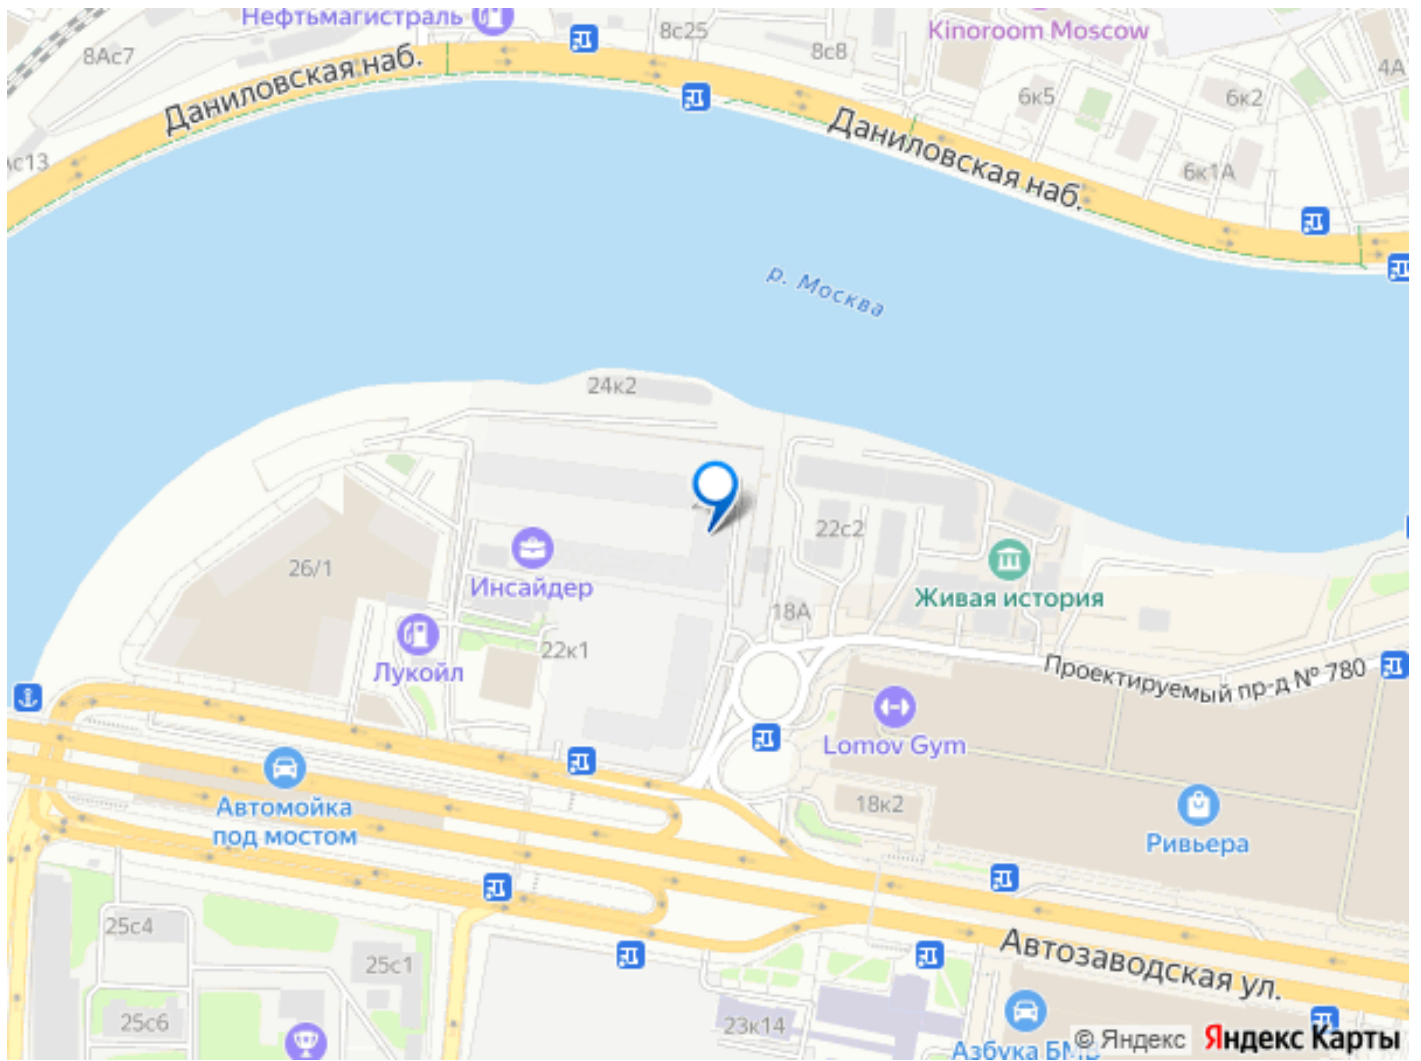 Нефтьмагистраль
8Ас7
8с25
8с8
Kinoroom Moscow
4А
6к5
6к2
Даниловская наб.
Даниловская наб.
6к1А
р. Москва
24к2
22с2
Инсайдер
26/1
Живая история
18А
22к1
Лукойл
Проектируемый пр-д № 780
Lomov Gym
Автомойка
под мостом
18к2
Ривьера
25с4
25с1
Автозаводская ул.
25с6
23к14
Азбука БМВ
© Яндекс
Яндекс Карты